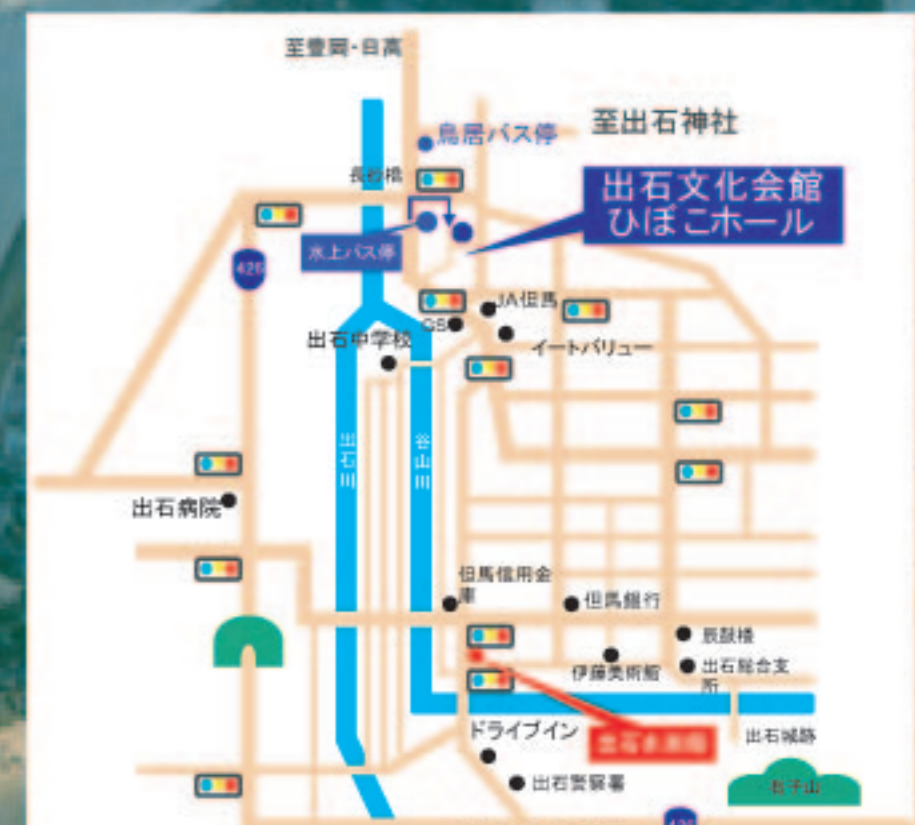 至豊岡・日高
鳥居バス停
至出石神社
長砂橋
出石文化会館
ひぼこホール
水上バス停
426
JA但馬
GS
出石中学校
イートバリュー
出石川
谷山川
出石病院
但馬信用金
庫
但馬銀行
辰鼓楼
伊藤美術館
出石総合支
所
ドライブイン
出石城跡
出石警察署
有子山
426